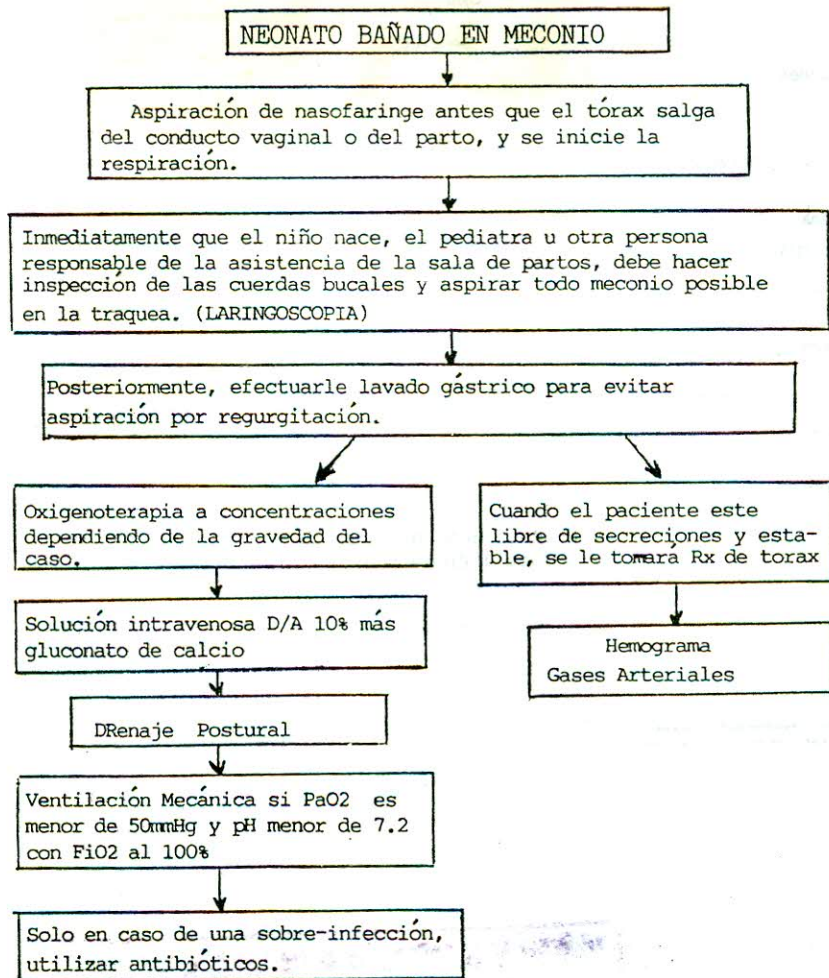 NEONATO BAÑADO EN MECONIO
Aspiración de nasofaringe antes que el tórax salga
del conducto vaginal o del parto, y se inicie la
respiración.
Inmediatamente que el niño nace, el pediatra u otra persona
responsable de la asistencia de la sala de partos, debe hacer
inspección de las cuerdas bucales y aspirar todo meconio posible
en la traquea. (LARINGOSCOPIA)
Posteriormente, efectuarle lavado gástrico para evitar
aspiración por regurgitación.
Oxigenoterapia a concentraciones
dependiendo de la gravedad del
caso.
Solución intravenosa D/A 10% más
gluconato de calcio
DRenaje Postural
Ventilación Mecánica si PaO2 es
menor de 50mmHg y pH menor de 7.2
con FiO2 al 100%
Solo en caso de una sobre-infección,
utilizar antibióticos.
Cuando el paciente este
libre de secreciones y esta-
ble, se le tomará Rx de torax
Hemograma
Gases Arteriales